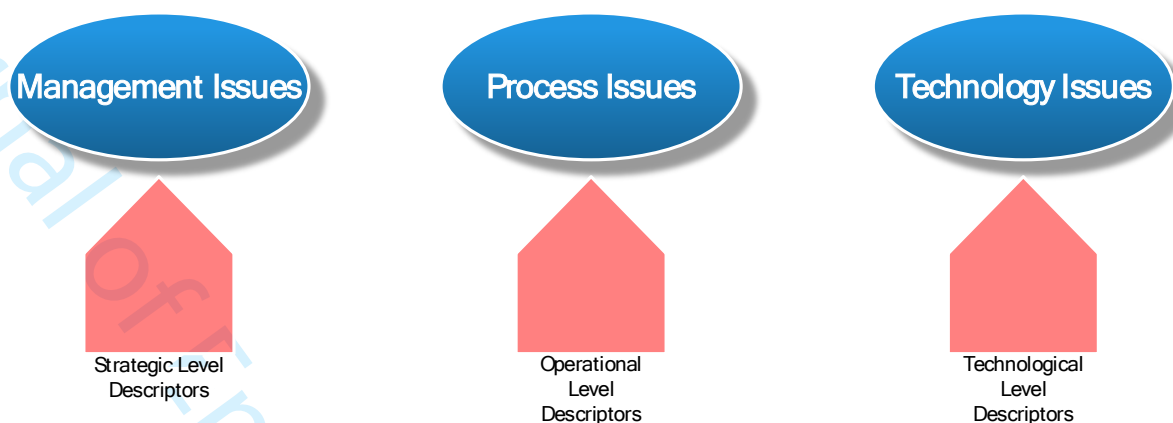 Management Issues
Process Issues
Technology Issues
Strategic Level
Descriptors
Operational
Level
Descriptors
Technological
Level
Descriptors